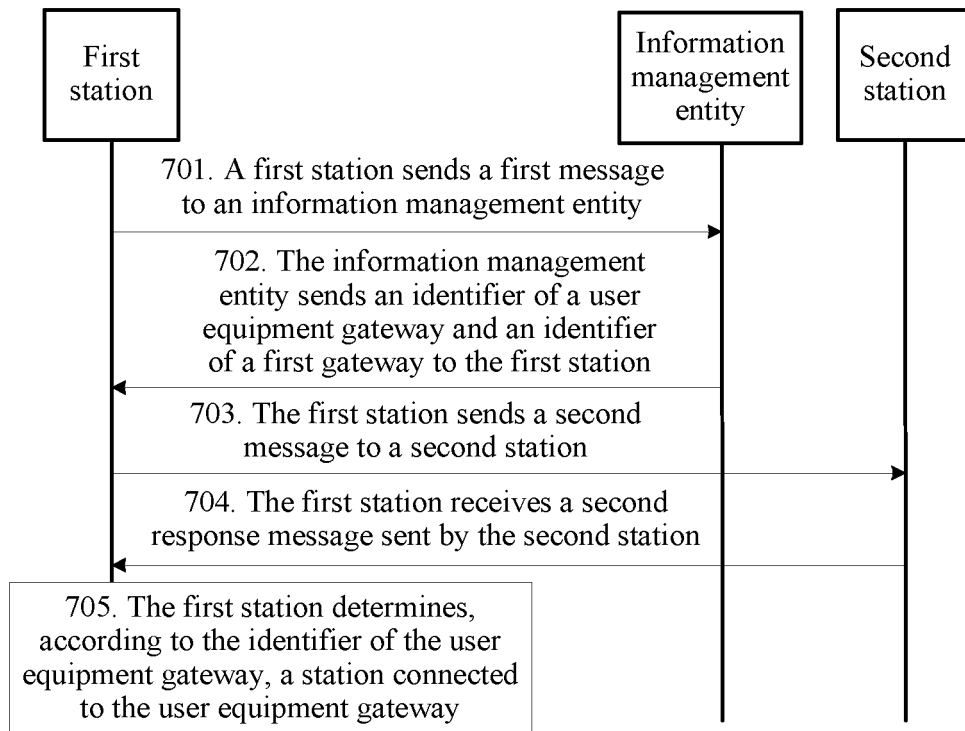 First
station
Information
management
entity
Second
station
701. A first station sends a first message
to an information management entity
702. The information management
entity sends an identifier of a user
equipment gateway and an identifier
of a first gateway to the first station
703. The first station sends a second
message to a second station
704. The first station receives a second
response message sent by the second station
705. The first station determines,
according to the identifier of the user
equipment gateway, a station connected
to the user equipment gateway